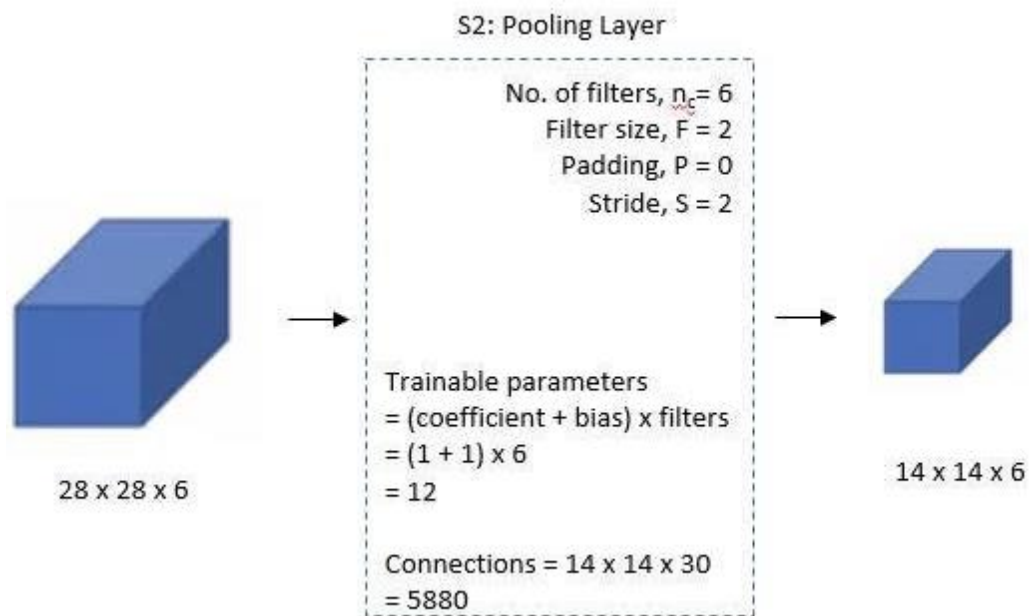 S2: Pooling Layer
No. of filters, n_c= 6
Filter size, F = 2
Padding, P = 0
Stride, S = 2
Trainable parameters
= (coefficient + bias) x filters
= (1 + 1) x 6
= 12
Connections = 14 x 14 x 30
= 5880
28 x 28 x 6
14 x 14 x 6